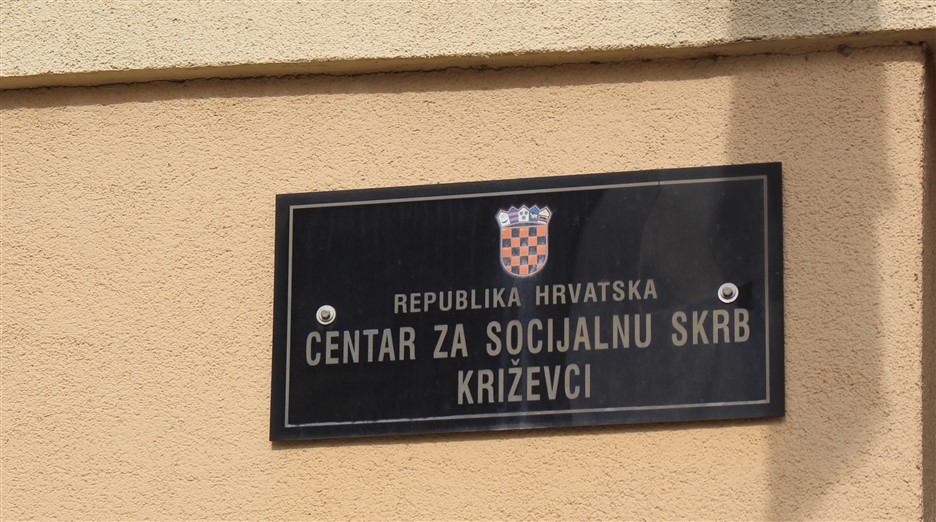 REPUBLIKA HRVATSKA
CENTAR ZA SOCIJALNU SKRB
KRIŽEVCI